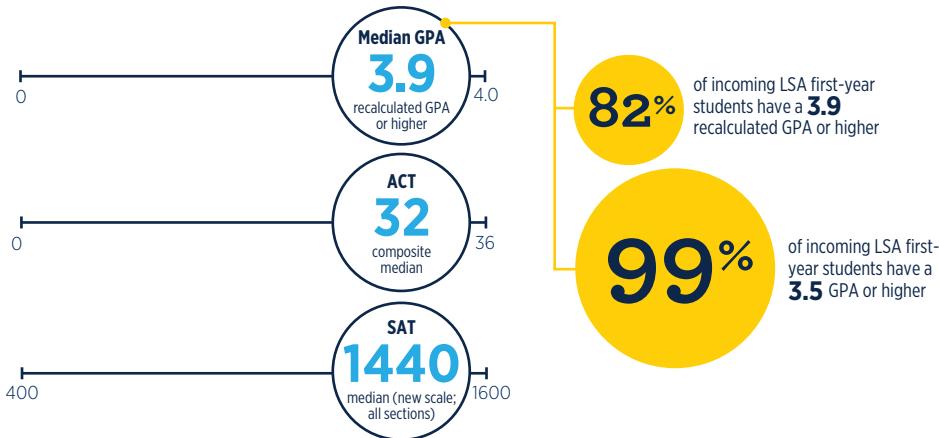 Median GPA
3.9
recalculated GPA
or higher
0
4.0
82%
of incoming LSA first-year
students have a 3.9
recalculated GPA or higher
ACT
32
composite
median
0
36
99%
of incoming LSA first-
year students have a
3.5 GPA or higher
SAT
1440
median (new scale;
all sections)
400
1600